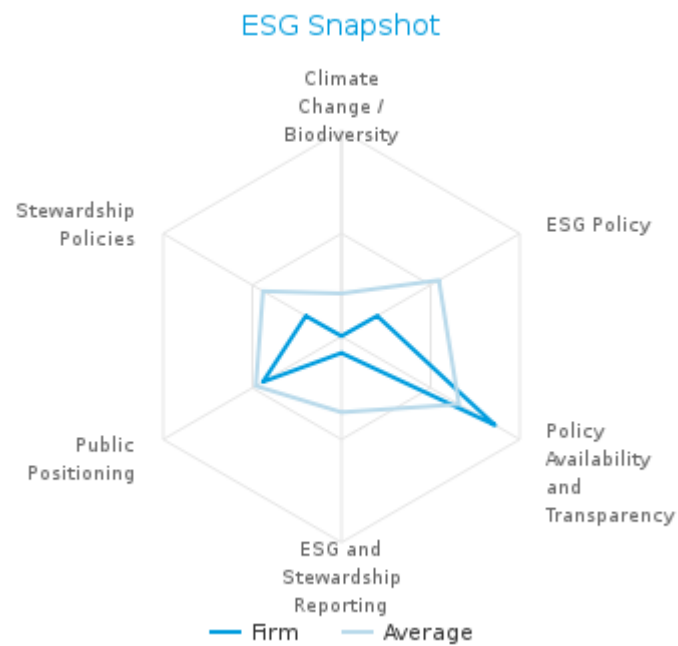 ESG Snapshot
Climate
Change /
Biodiversity
ESG Policy
Policy
Availability
and
Transparency
ESG and
Stewardship
Reporting
Public
Positioning
Stewardship
Policies
Firm
Average